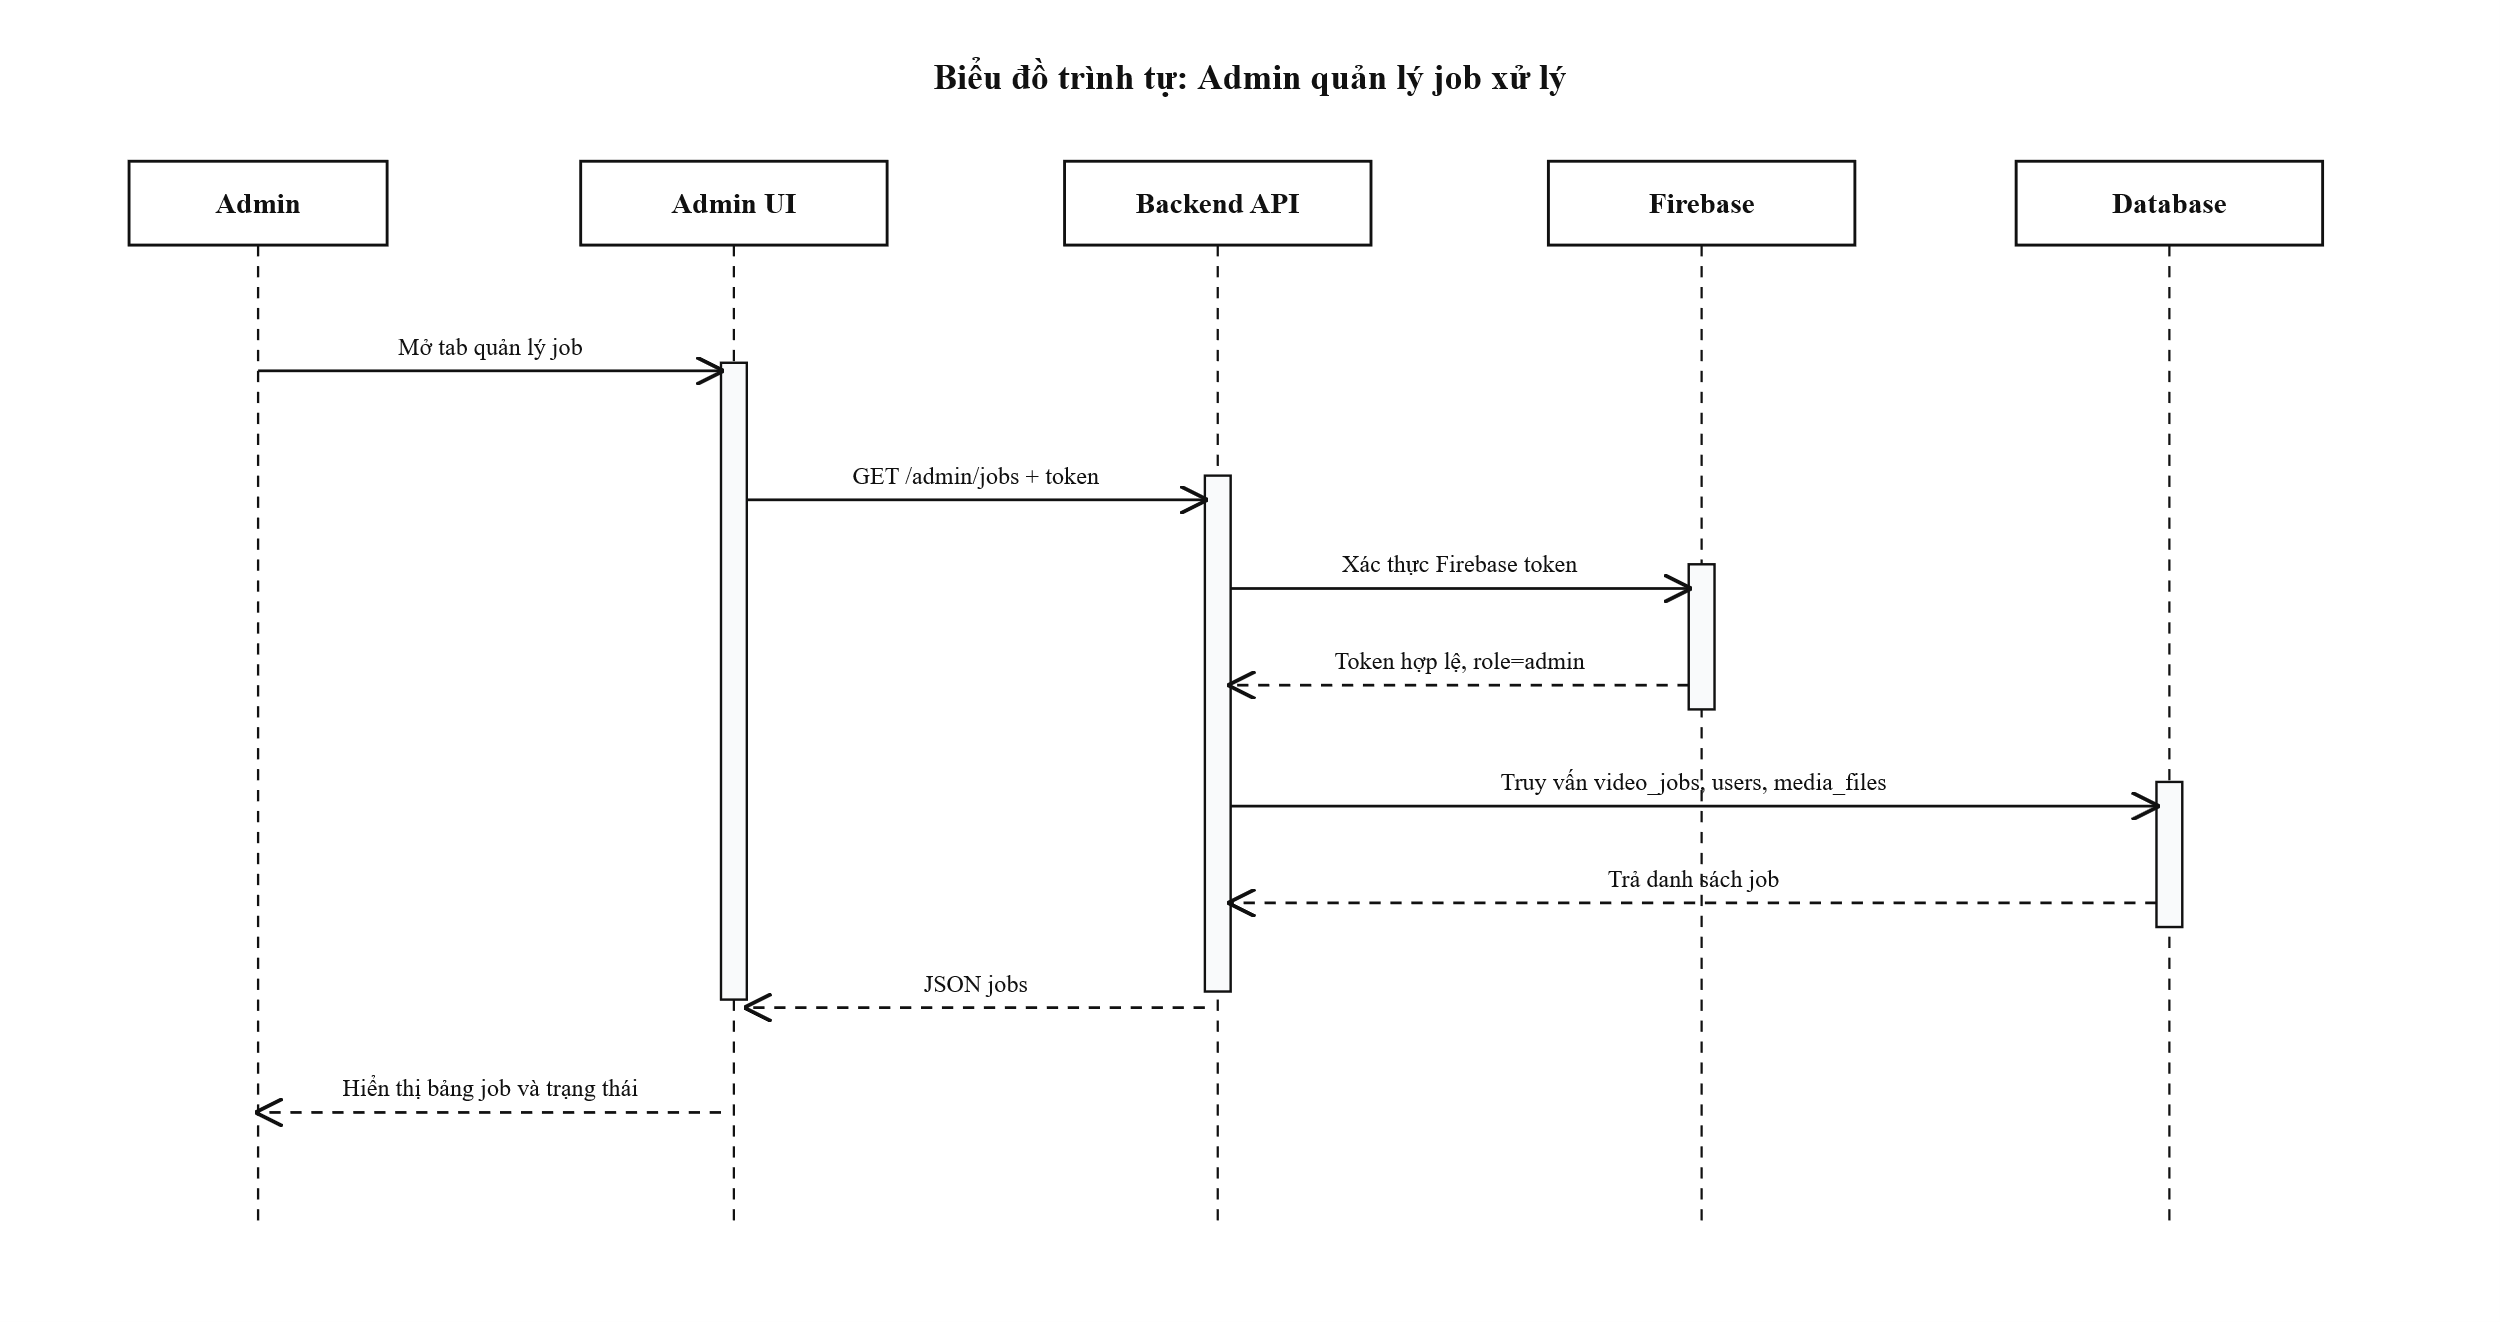 Biểu đồ trình tự: Admin quản lý job xử lý
Admin
Admin UI
Backend API
Firebase
Database
Mở tab quản lý job
GET /admin/jobs + token
Xác thực Firebase token
Token hợp lệ, role=admin
Truy vấn video_jobs, users, media_files
Trả danh sách job
JSON jobs
Hiển thị bảng job và trạng thái